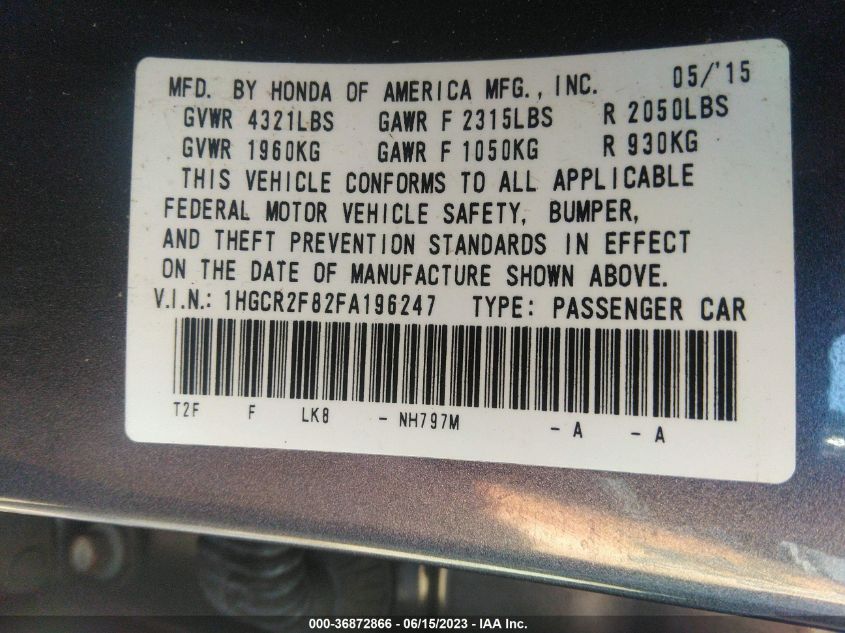 MFD. BY HONDA OF AMERICA MFG., INC. 05/'15
GVWR 4321LBS GAWR F 2315LBS R 2050LBS
GVWR 1960KG GAWR F 1050KG R 930KG
THIS VEHICLE CONFORMS TO ALL APPLICABLE
FEDERAL MOTOR VEHICLE SAFETY, BUMPER,
AND THEFT PREVENTION STANDARDS IN EFFECT
ON THE DATE OF MANUFACTURE SHOWN ABOVE.
V.I.N.: 1HGCR2F82FA196247 TYPE: PASSENGER CAR
T2F F LK8 - NH797M - A - A
000-36872866 - 06/15/2023 - IAA Inc.